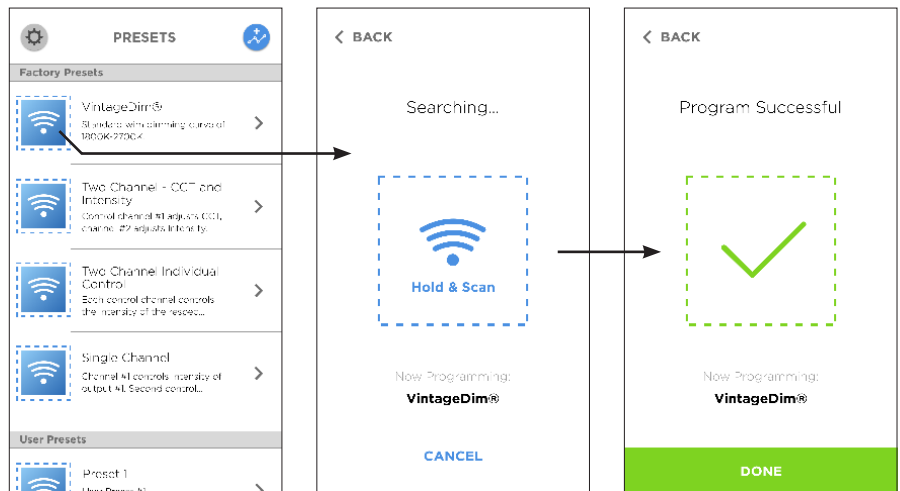 PRESETS
Factory Presets
VintageDim®
Standard warm dimming curve of
1800K-2700K
Two Channel - CCT and
Intensity
Control channel #1 adjusts CCT,
channel #2 adjusts Intensity.
Two Channel Individual
Control
Each control channel controls
the intensity of the respec...
Single Channel
Channel #1 controls intensity of
output #1. Second control...
User Presets
Preset 1
User Preset #1
BACK
Searching...
Hold & Scan
Now Programming:
VintageDim®
CANCEL
BACK
Program Successful
Now Programming:
VintageDim®
DONE